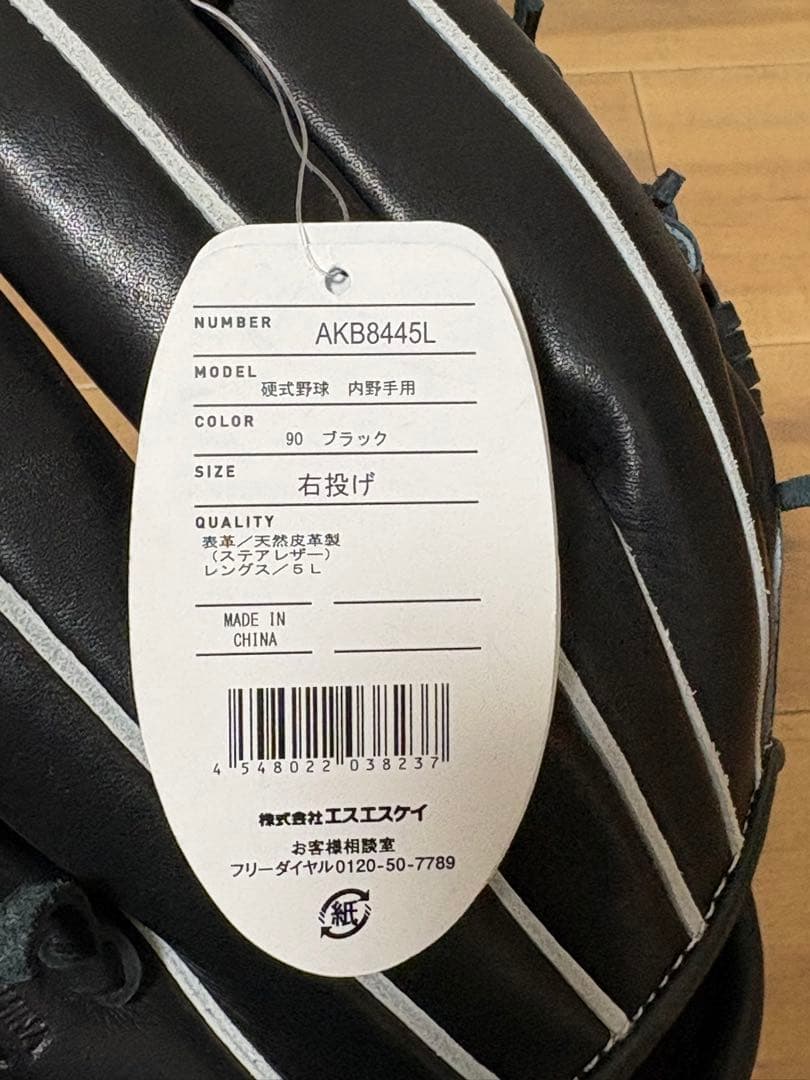 NUMBER AKB8445L
MODEL
硬式野球 内野手用
COLOR
90 ブラック
SIZE 右投げ
QUALITY
表革／天然皮革製
（ステアレザー）
レングス／５Ｌ
MADE IN
CHINA
4 548022 038237
株式会社エスエスケイ
お客様相談室
フリーダイヤル0120-50-7789
紙